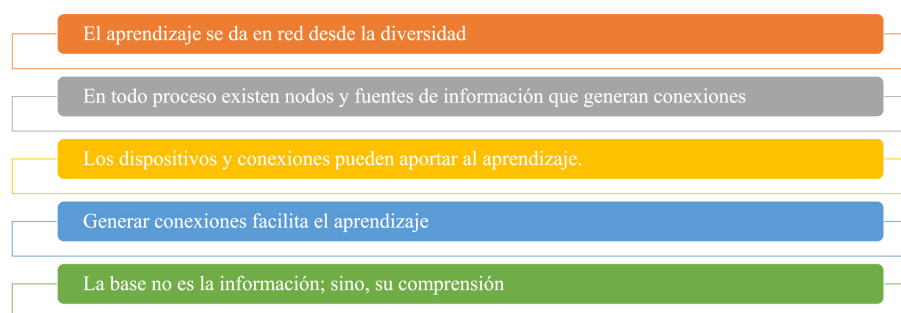 El aprendizaje se da en red desde la diversidad
En todo proceso existen nodos y fuentes de información que generan conexiones
Los dispositivos y conexiones pueden aportar al aprendizaje.
Generar conexiones facilita el aprendizaje
La base no es la información; sino, su comprensión